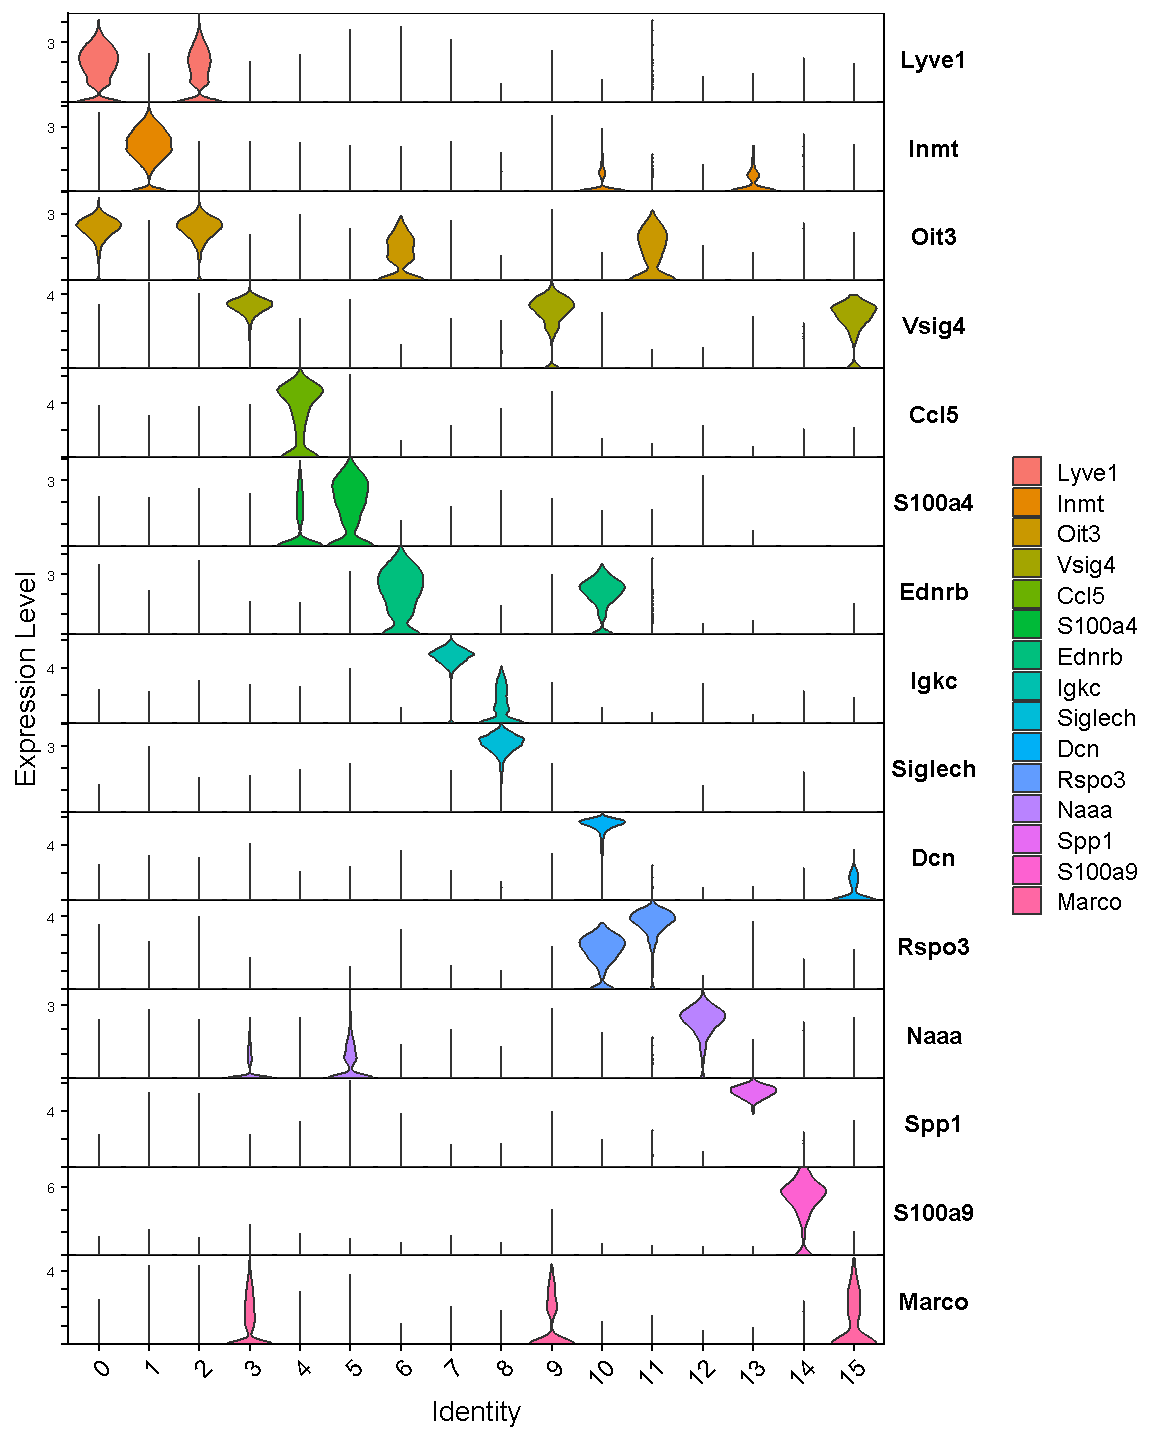 Expression Level
3
Lyve1
3
Inmt
3
Oit3
4
Vsig4
4
Ccl5
3
S100a4
3
Ednrb
4
Igkc
3
Siglech
4
Dcn
4
Rspo3
3
Naaa
4
Spp1
6
S100a9
4
Marco
0 1 2 3 4 5 6 7 8 9 10 11 12 13 14 15
Identity
Lyve1
Inmt
Oit3
Vsig4
Ccl5
S100a4
Ednrb
Igkc
Siglech
Dcn
Rspo3
Naaa
Spp1
S100a9
Marco